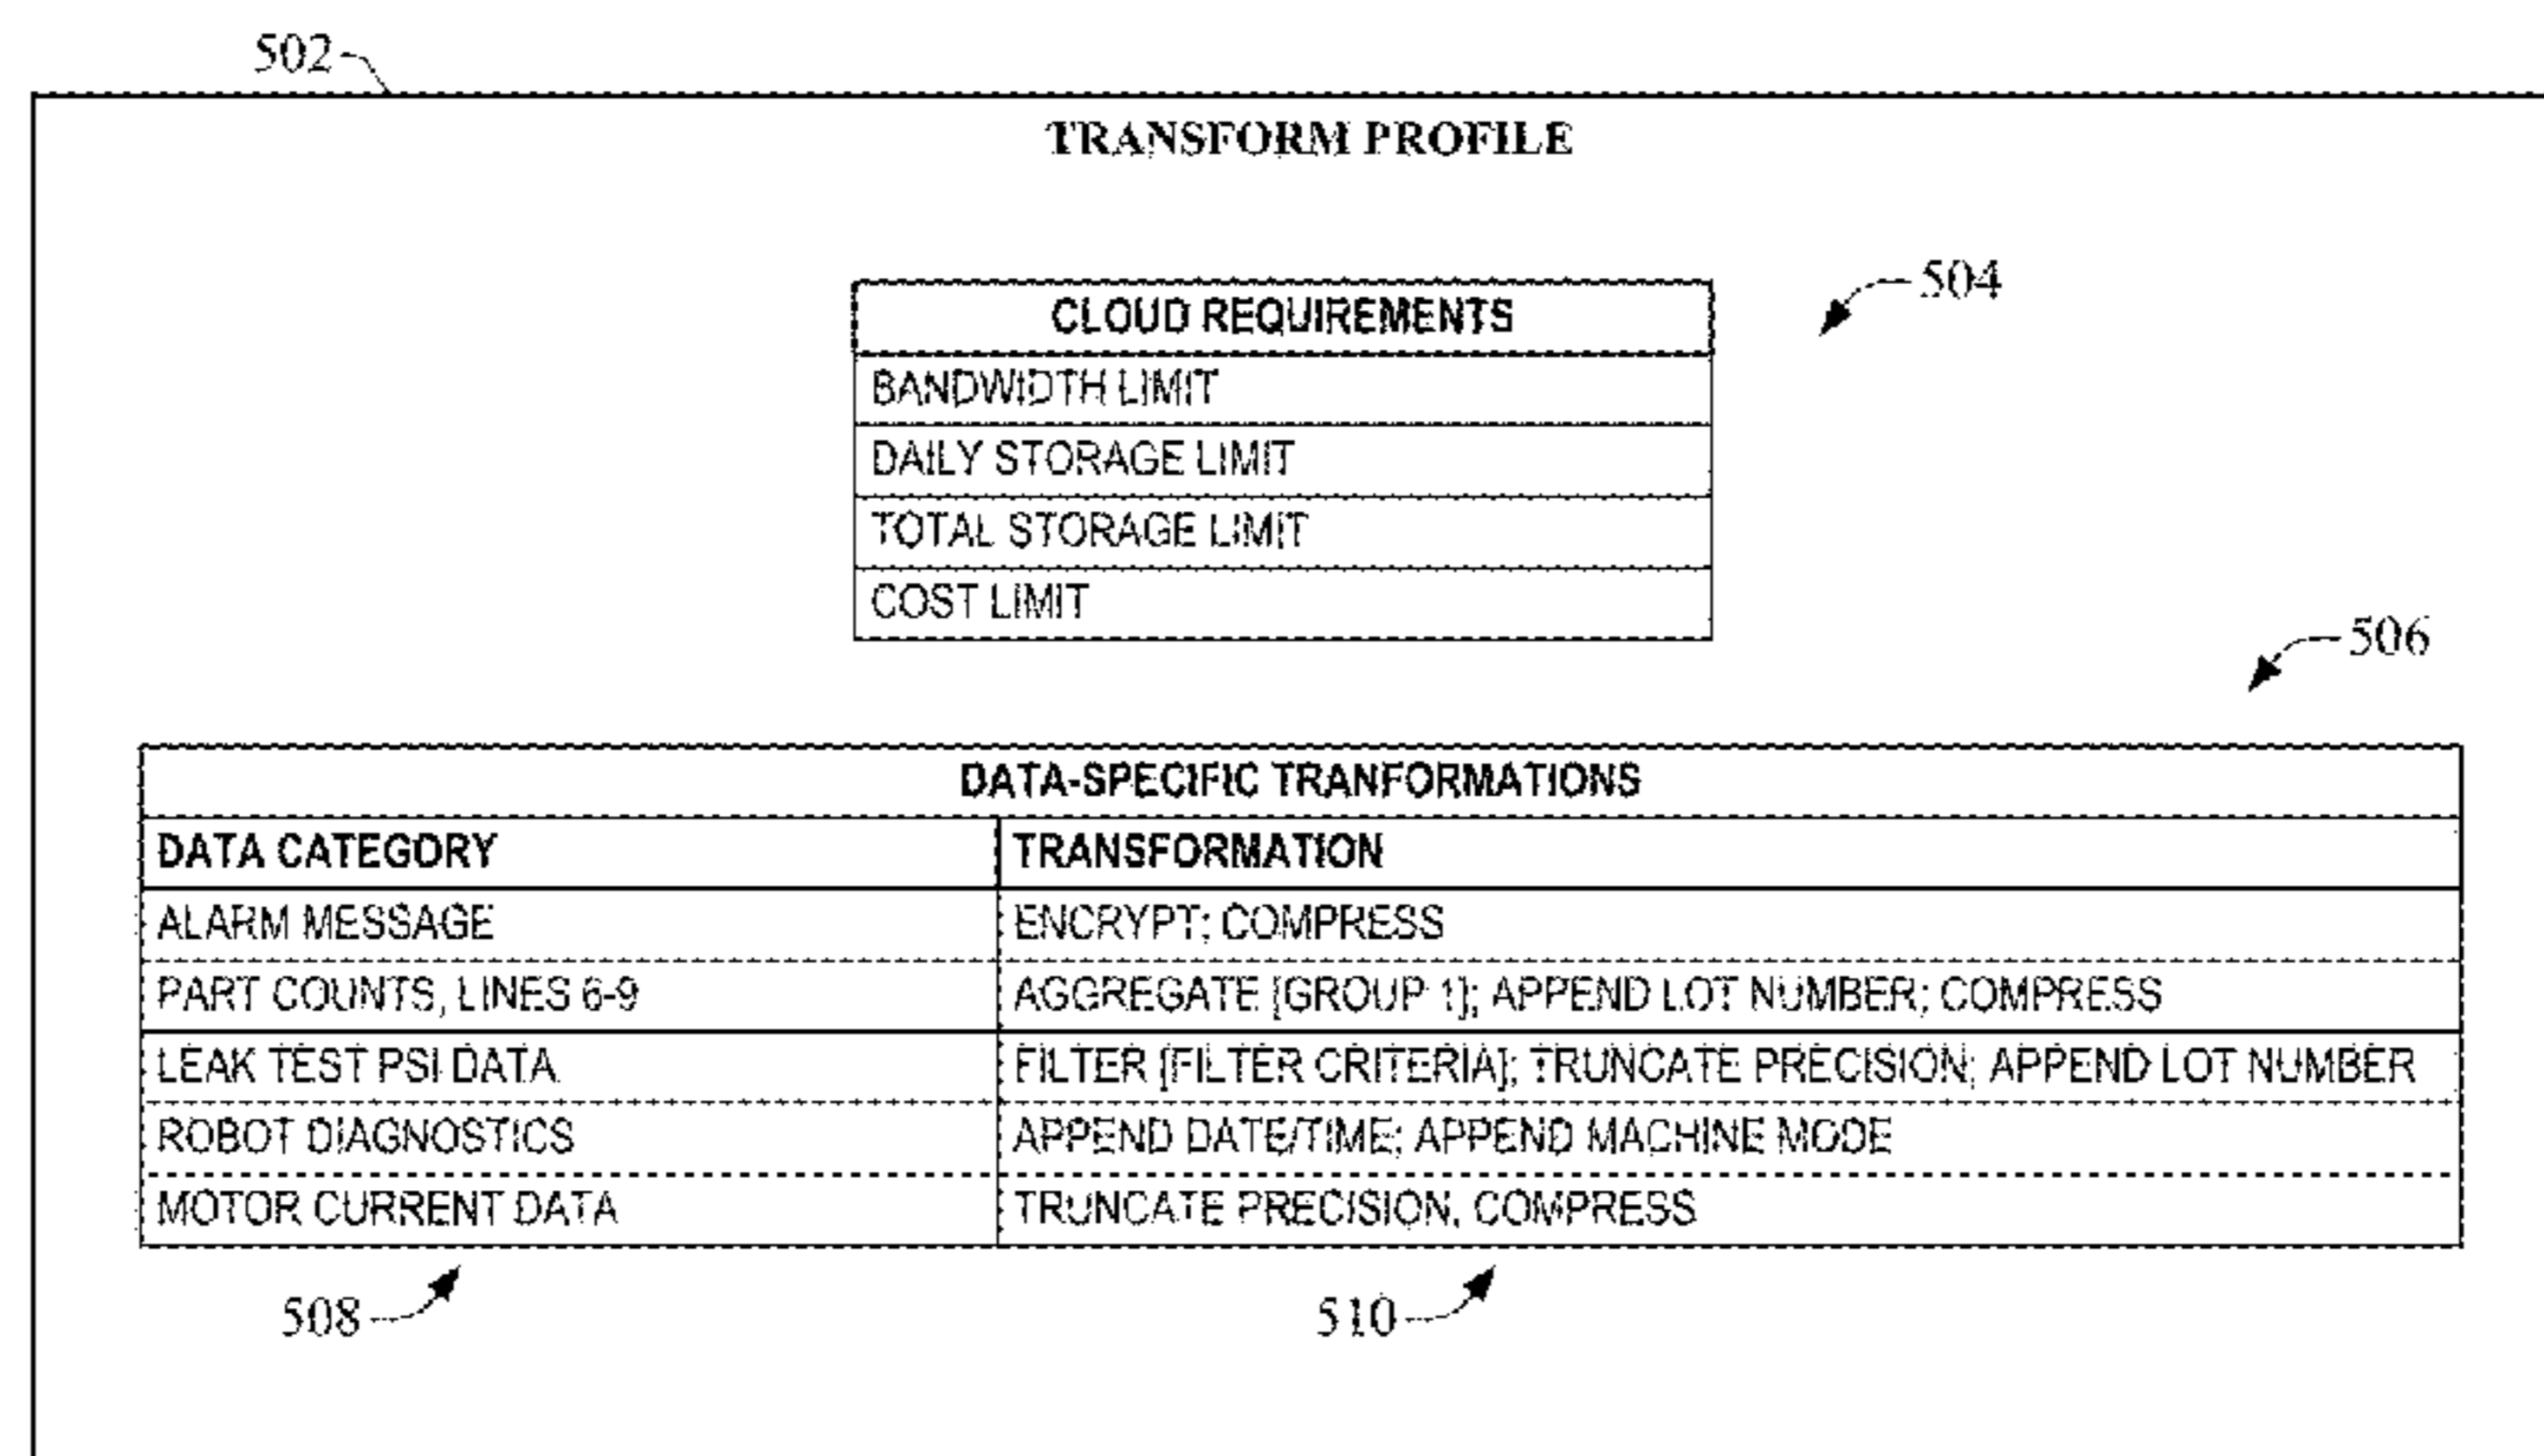 502
TRANSFORM PROFILE
504
CLOUD REQUIREMENTS
BANDWIDTH LIMIT
DAILY STORAGE LIMIT
TOTAL STORAGE LIMIT
COST LIMIT
506
DATA-SPECIFIC TRANFORMATIONS
DATA CATEGORY TRANSFORMATION
ALARM MESSAGE ENCRYPT; COMPRESS
PART COUNTS, LINES 6-9 AGGREGATE [GROUP 1]; APPEND LOT NUMBER; COMPRESS
LEAK TEST PSI DATA FILTER [FILTER CRITERIA]; TRUNCATE PRECISION; APPEND LOT NUMBER
ROBOT DIAGNOSTICS APPEND DATE/TIME; APPEND MACHINE MODE
MOTOR CURRENT DATA TRUNCATE PRECISION, COMPRESS
508 510